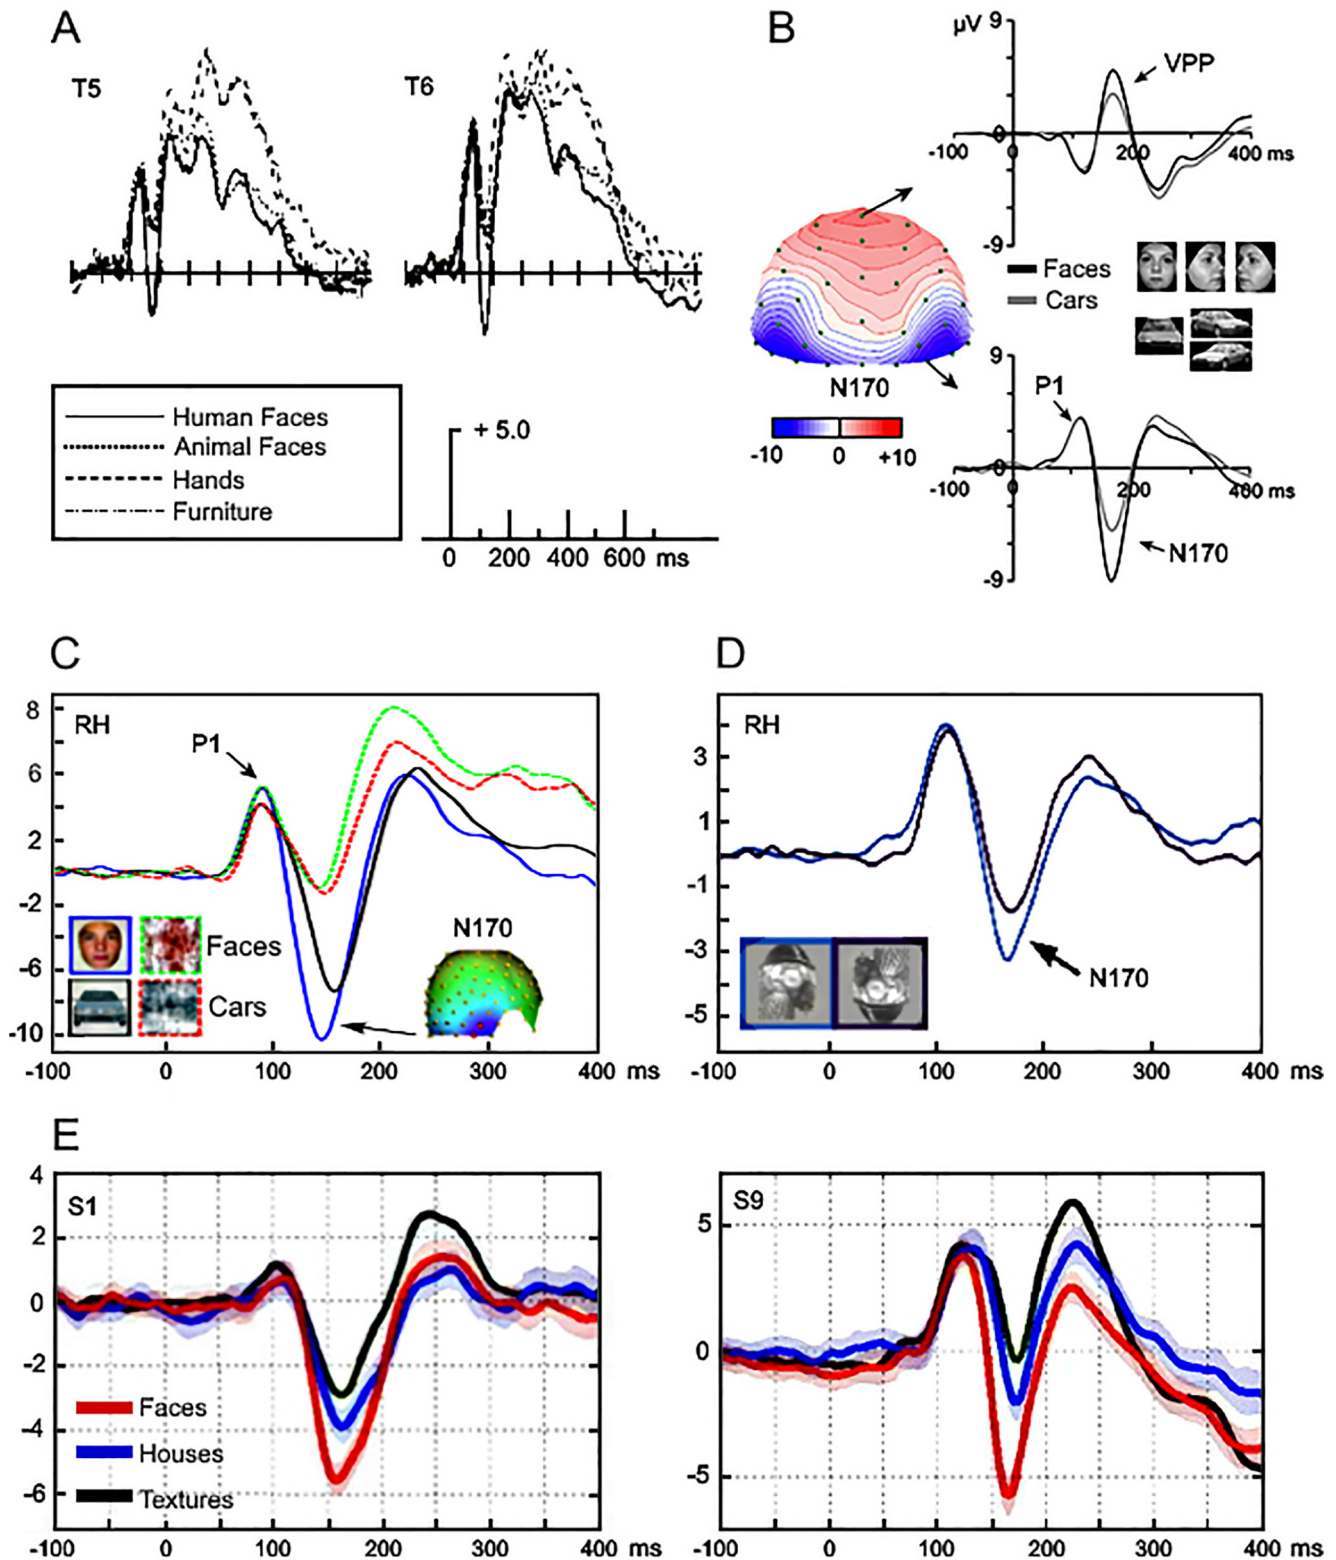 A
T5
T6
Human Faces
Animal Faces
Hands
Furniture
+ 5.0
0 200 400 600 ms
B
µV 9
VPP
0
-100 0 200 400 ms
-9
Faces
Cars
N170
-10 0 +10
9
P1
0
-100 0 200 400 ms
N170
-9
C
RH
8
P1
6
2
0
-2
-6
-10
Faces
Cars
N170
-100 0 100 200 300 400 ms
D
RH
3
1
-1
-3
-5
N170
-100 0 100 200 300 400 ms
E
S1
4
2
0
-2
-4
-6
Faces
Houses
Textures
-100 0 100 200 300 400 ms
S9
5
0
-5
-100 0 100 200 300 400 ms